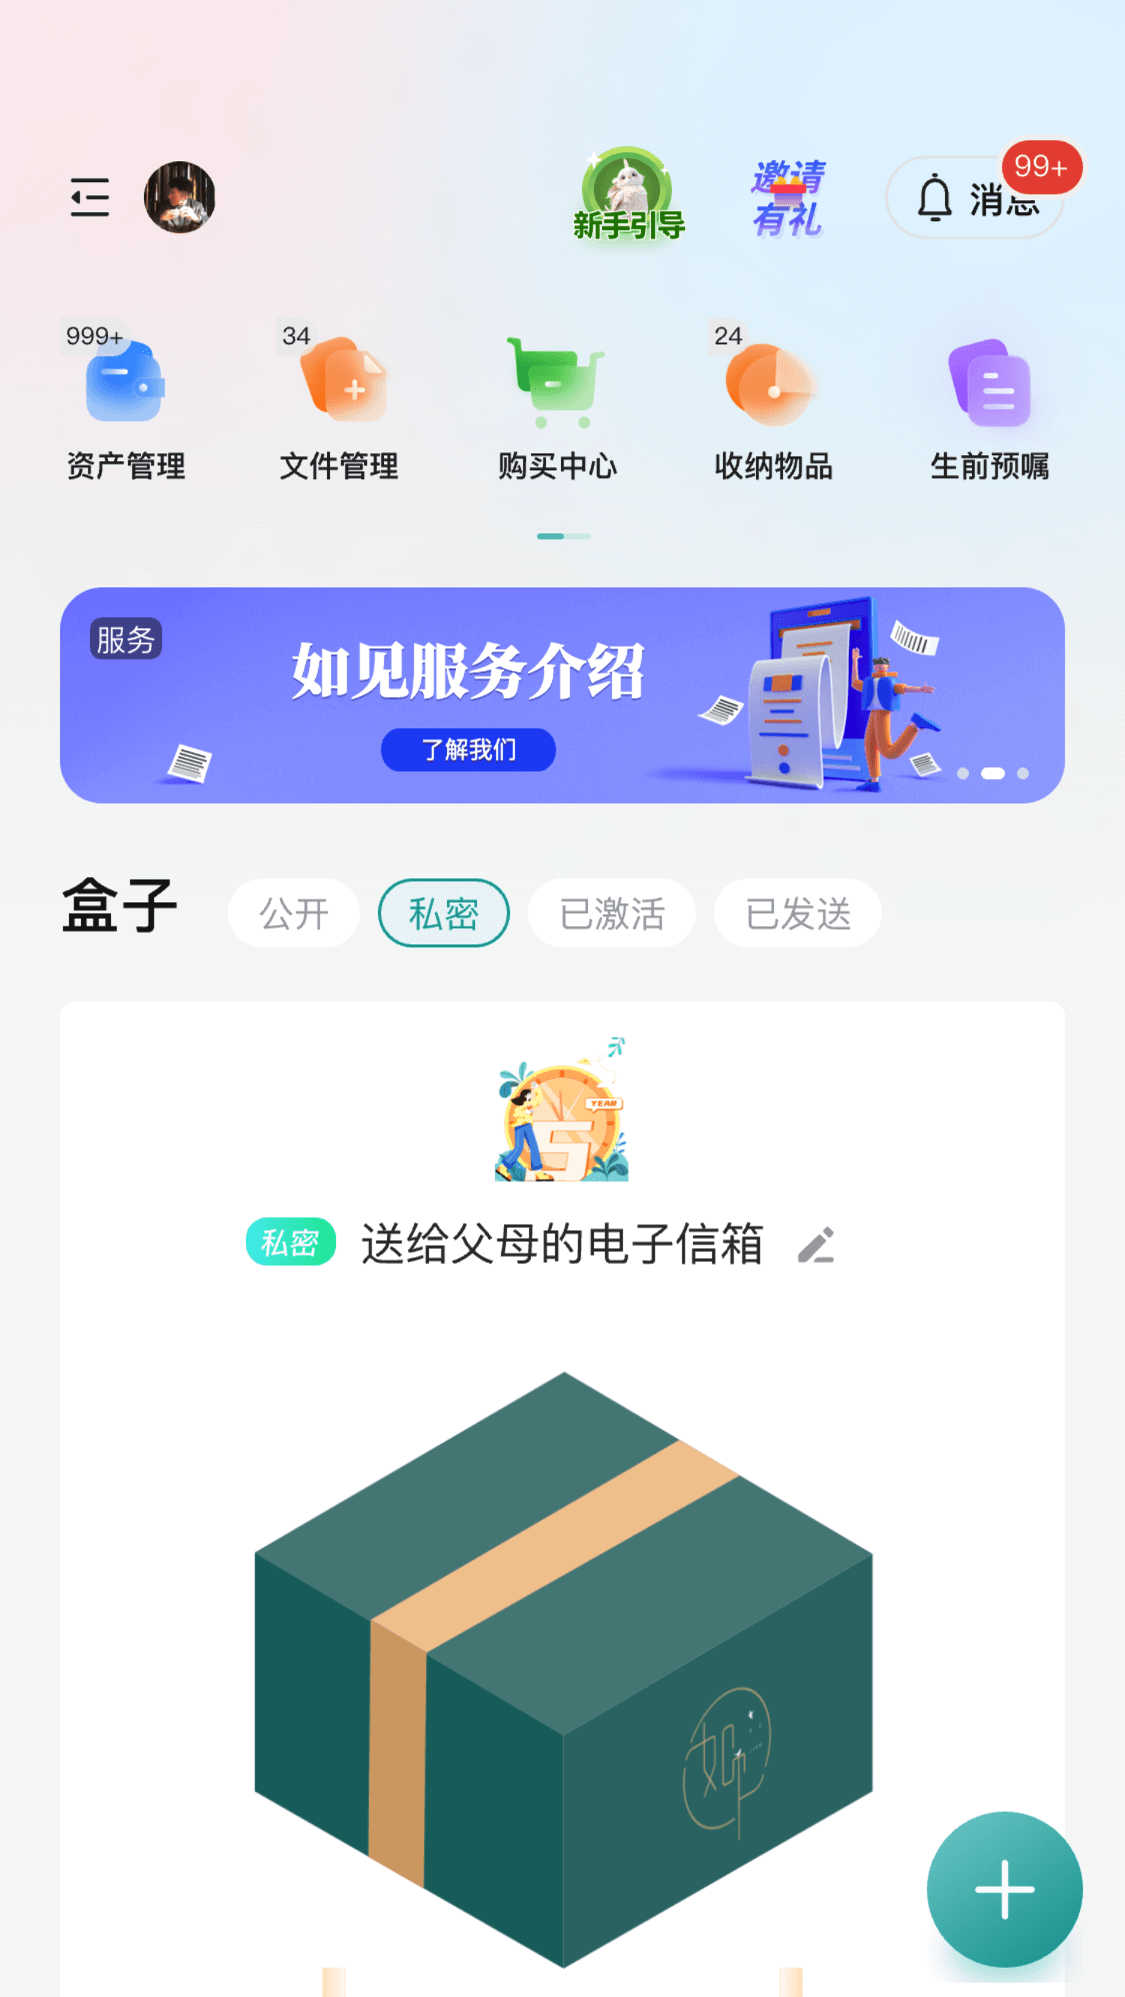 新手引导
邀请
有礼
消息
99+
999+
34
24
资产管理
文件管理
购买中心
收纳物品
生前预嘱
服务
如见服务介绍
了解我们
盒子
公开
私密
已激活
已发送
YEAR
5
私密
送给父母的电子信箱